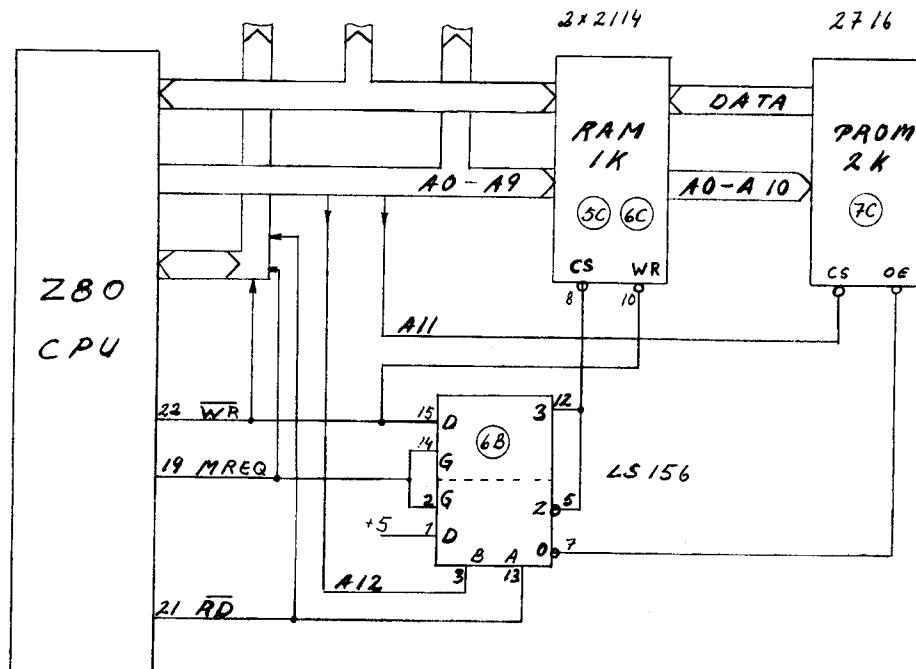 2x2114
2716
DATA
RAM
1K
PROM
2K
A0-A9
A0-A10
5C
6C
7C
CS
WR
CS
OE
8
10
Z80
CPU
A11
22 WR
15
D
3
12
6B
14
G
19 MREQ
LS156
2
G
2
5
+5
1
D
0
7
B
A
3
13
A12
21 RD